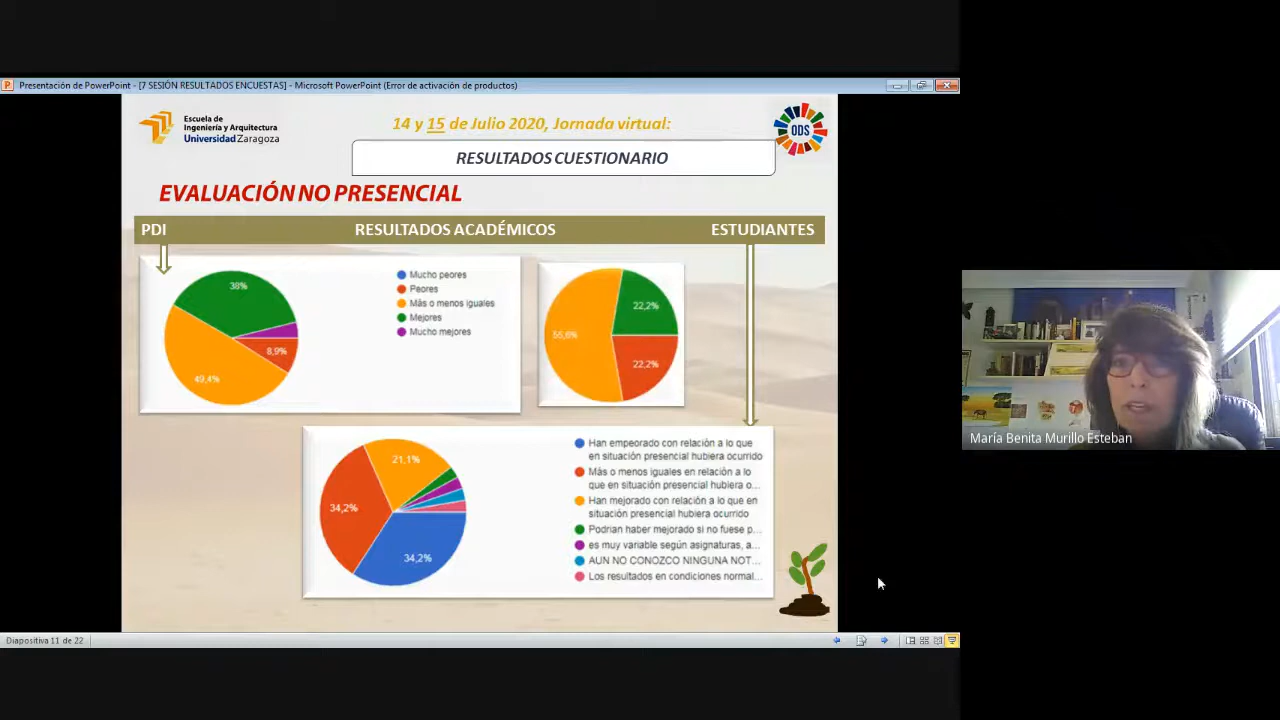 Presentación de PowerPoint - [7 SESIÓN RESULTADOS ENCUESTAS] - Microsoft PowerPoint (Error de activación de productos)
Escuela de
Ingeniería y Arquitectura
Universidad Zaragoza
14 y 15 de Julio 2020, Jornada virtual:
ODS
RESULTADOS CUESTIONARIO
EVALUACIÓN NO PRESENCIAL
PDI
RESULTADOS ACADÉMICOS
ESTUDIANTES
38%
8,9%
49,4%
Mucho peores
Peores
Más o menos iguales
Mejores
Mucho mejores
22,2%
55,6%
22,2%
21,1%
34,2%
34,2%
Han empeorado con relación a lo que
en situación presencial hubiera ocurrido
Más o menos iguales en relación a lo
que en situación presencial hubiera o...
Han mejorado con relación a lo que en
situación presencial hubiera ocurrido
Podrian haber mejorado si no fuese p...
es muy variable según asignaturas, a...
AUN NO CONOZCO NINGUNA NOT...
Los resultados en condiciones normal...
María Benita Murillo Esteban
Diapositiva 11 de 22